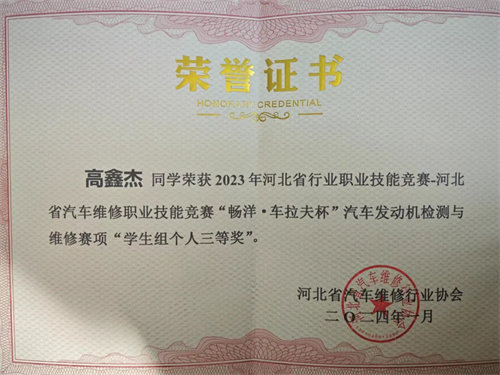 荣誉证书
HONORARY CREDENTIAL
高鑫杰 同学荣获 2023 年河北省行业职业技能竞赛-河北
省汽车维修职业技能竞赛“畅洋·车拉夫杯”汽车发动机检测与
维修赛项“学生组个人三等奖”。
河北省汽车维修行业协会
二〇二四年一月